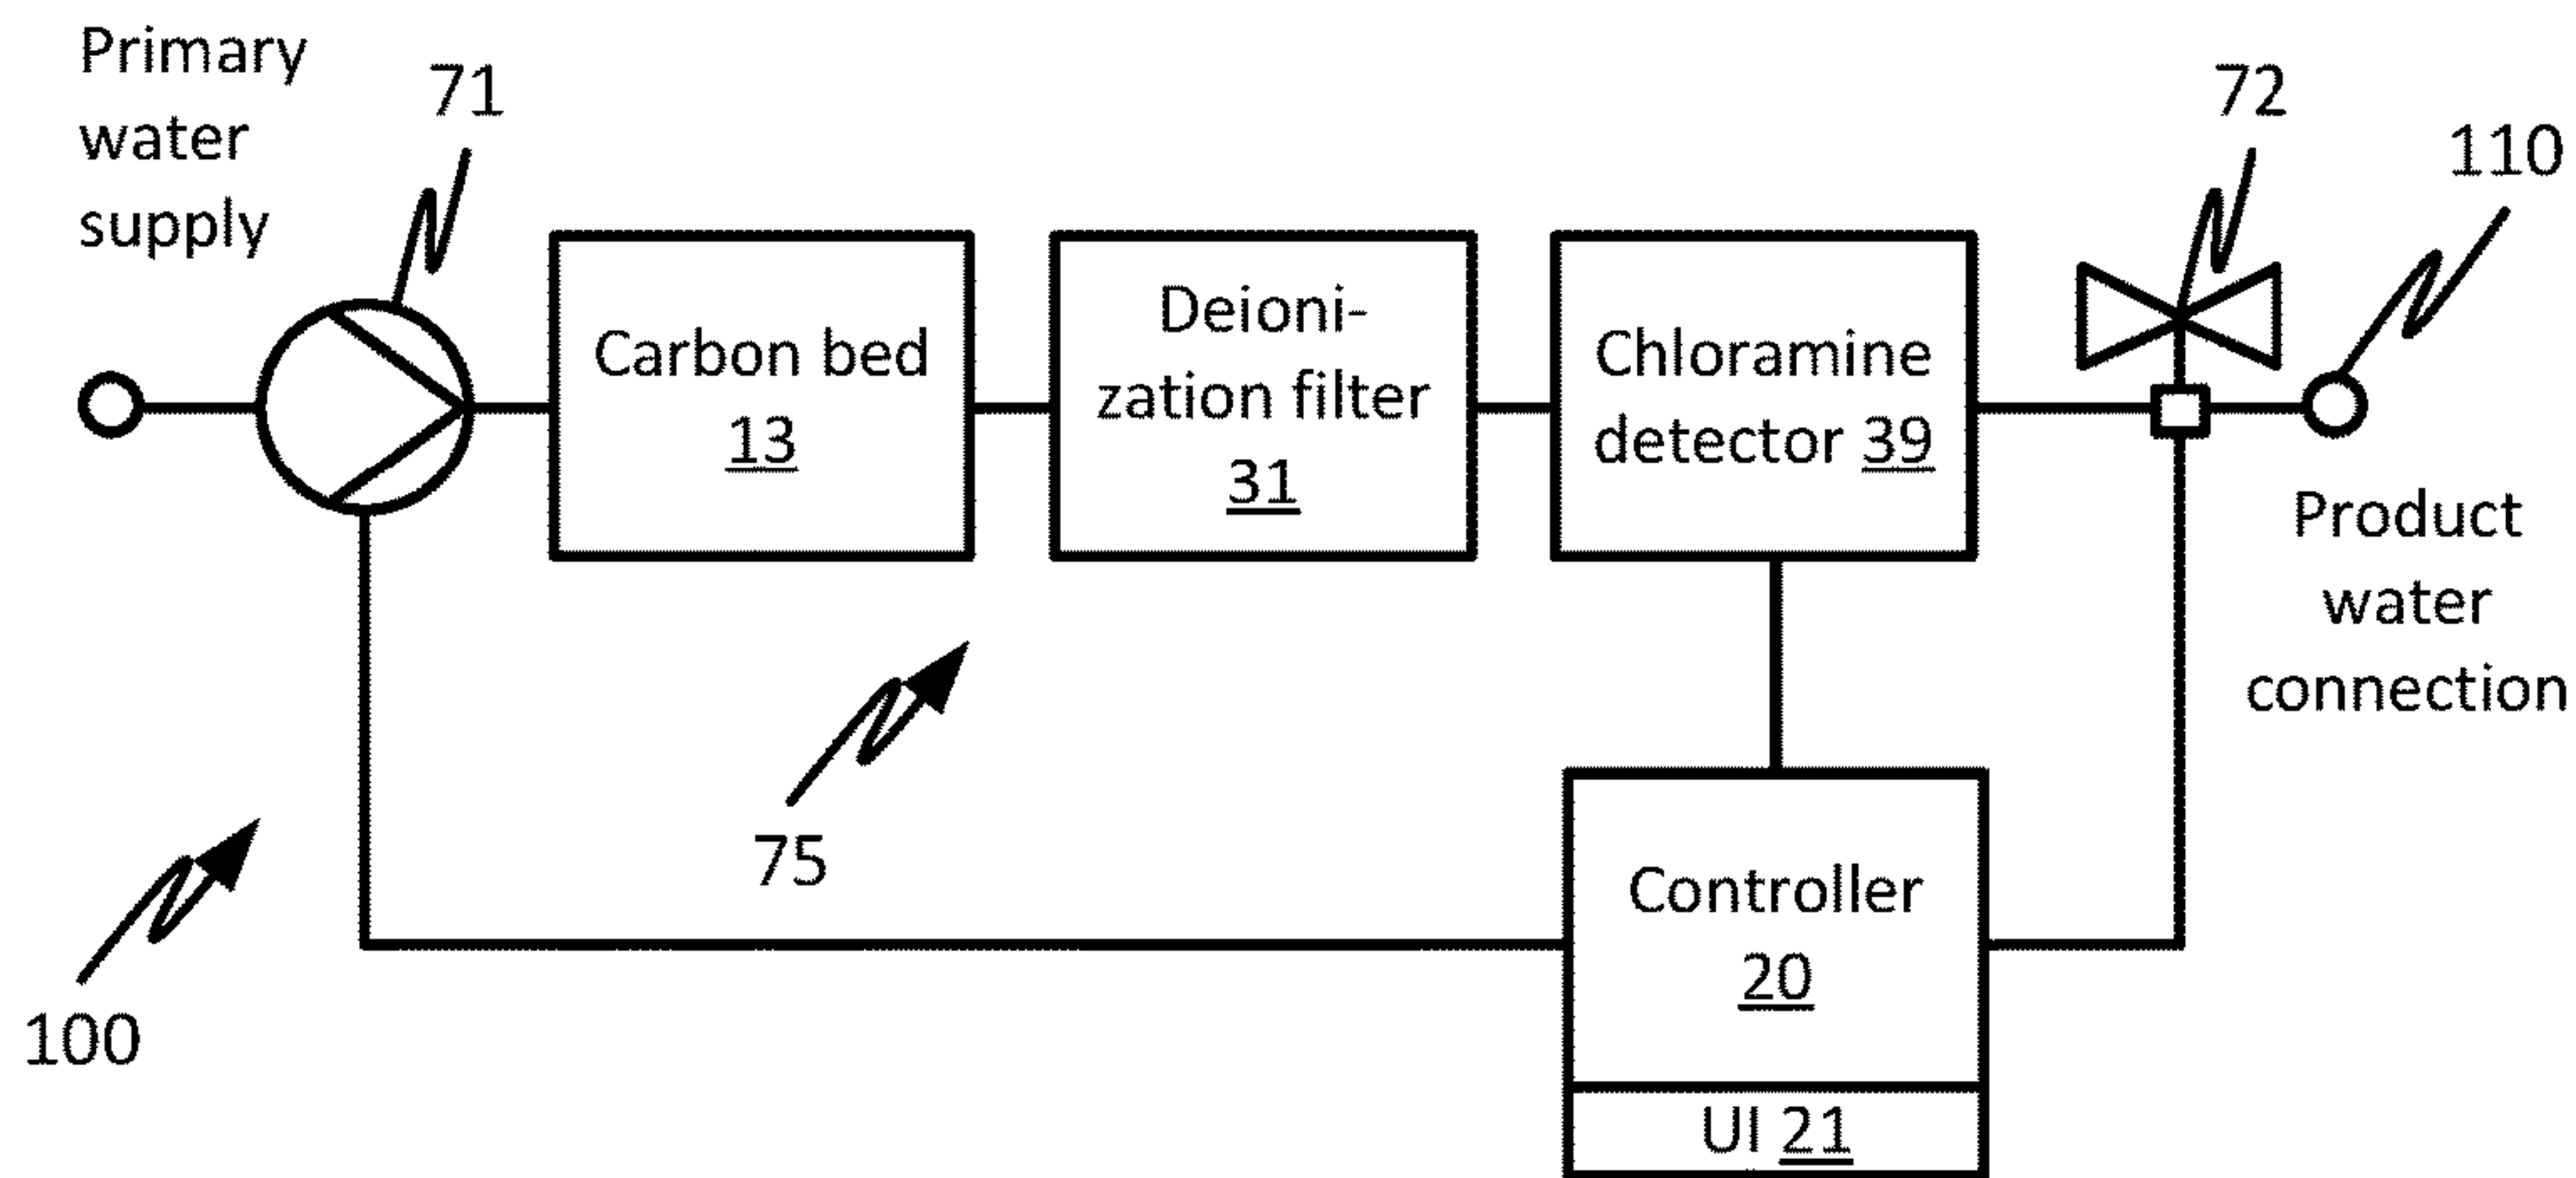 Primary
water
supply
71
72
110
Carbon bed
13
Deioni-
zation filter
31
Chloramine
detector 39
Product
water
connection
75
100
Controller
20
UI 21